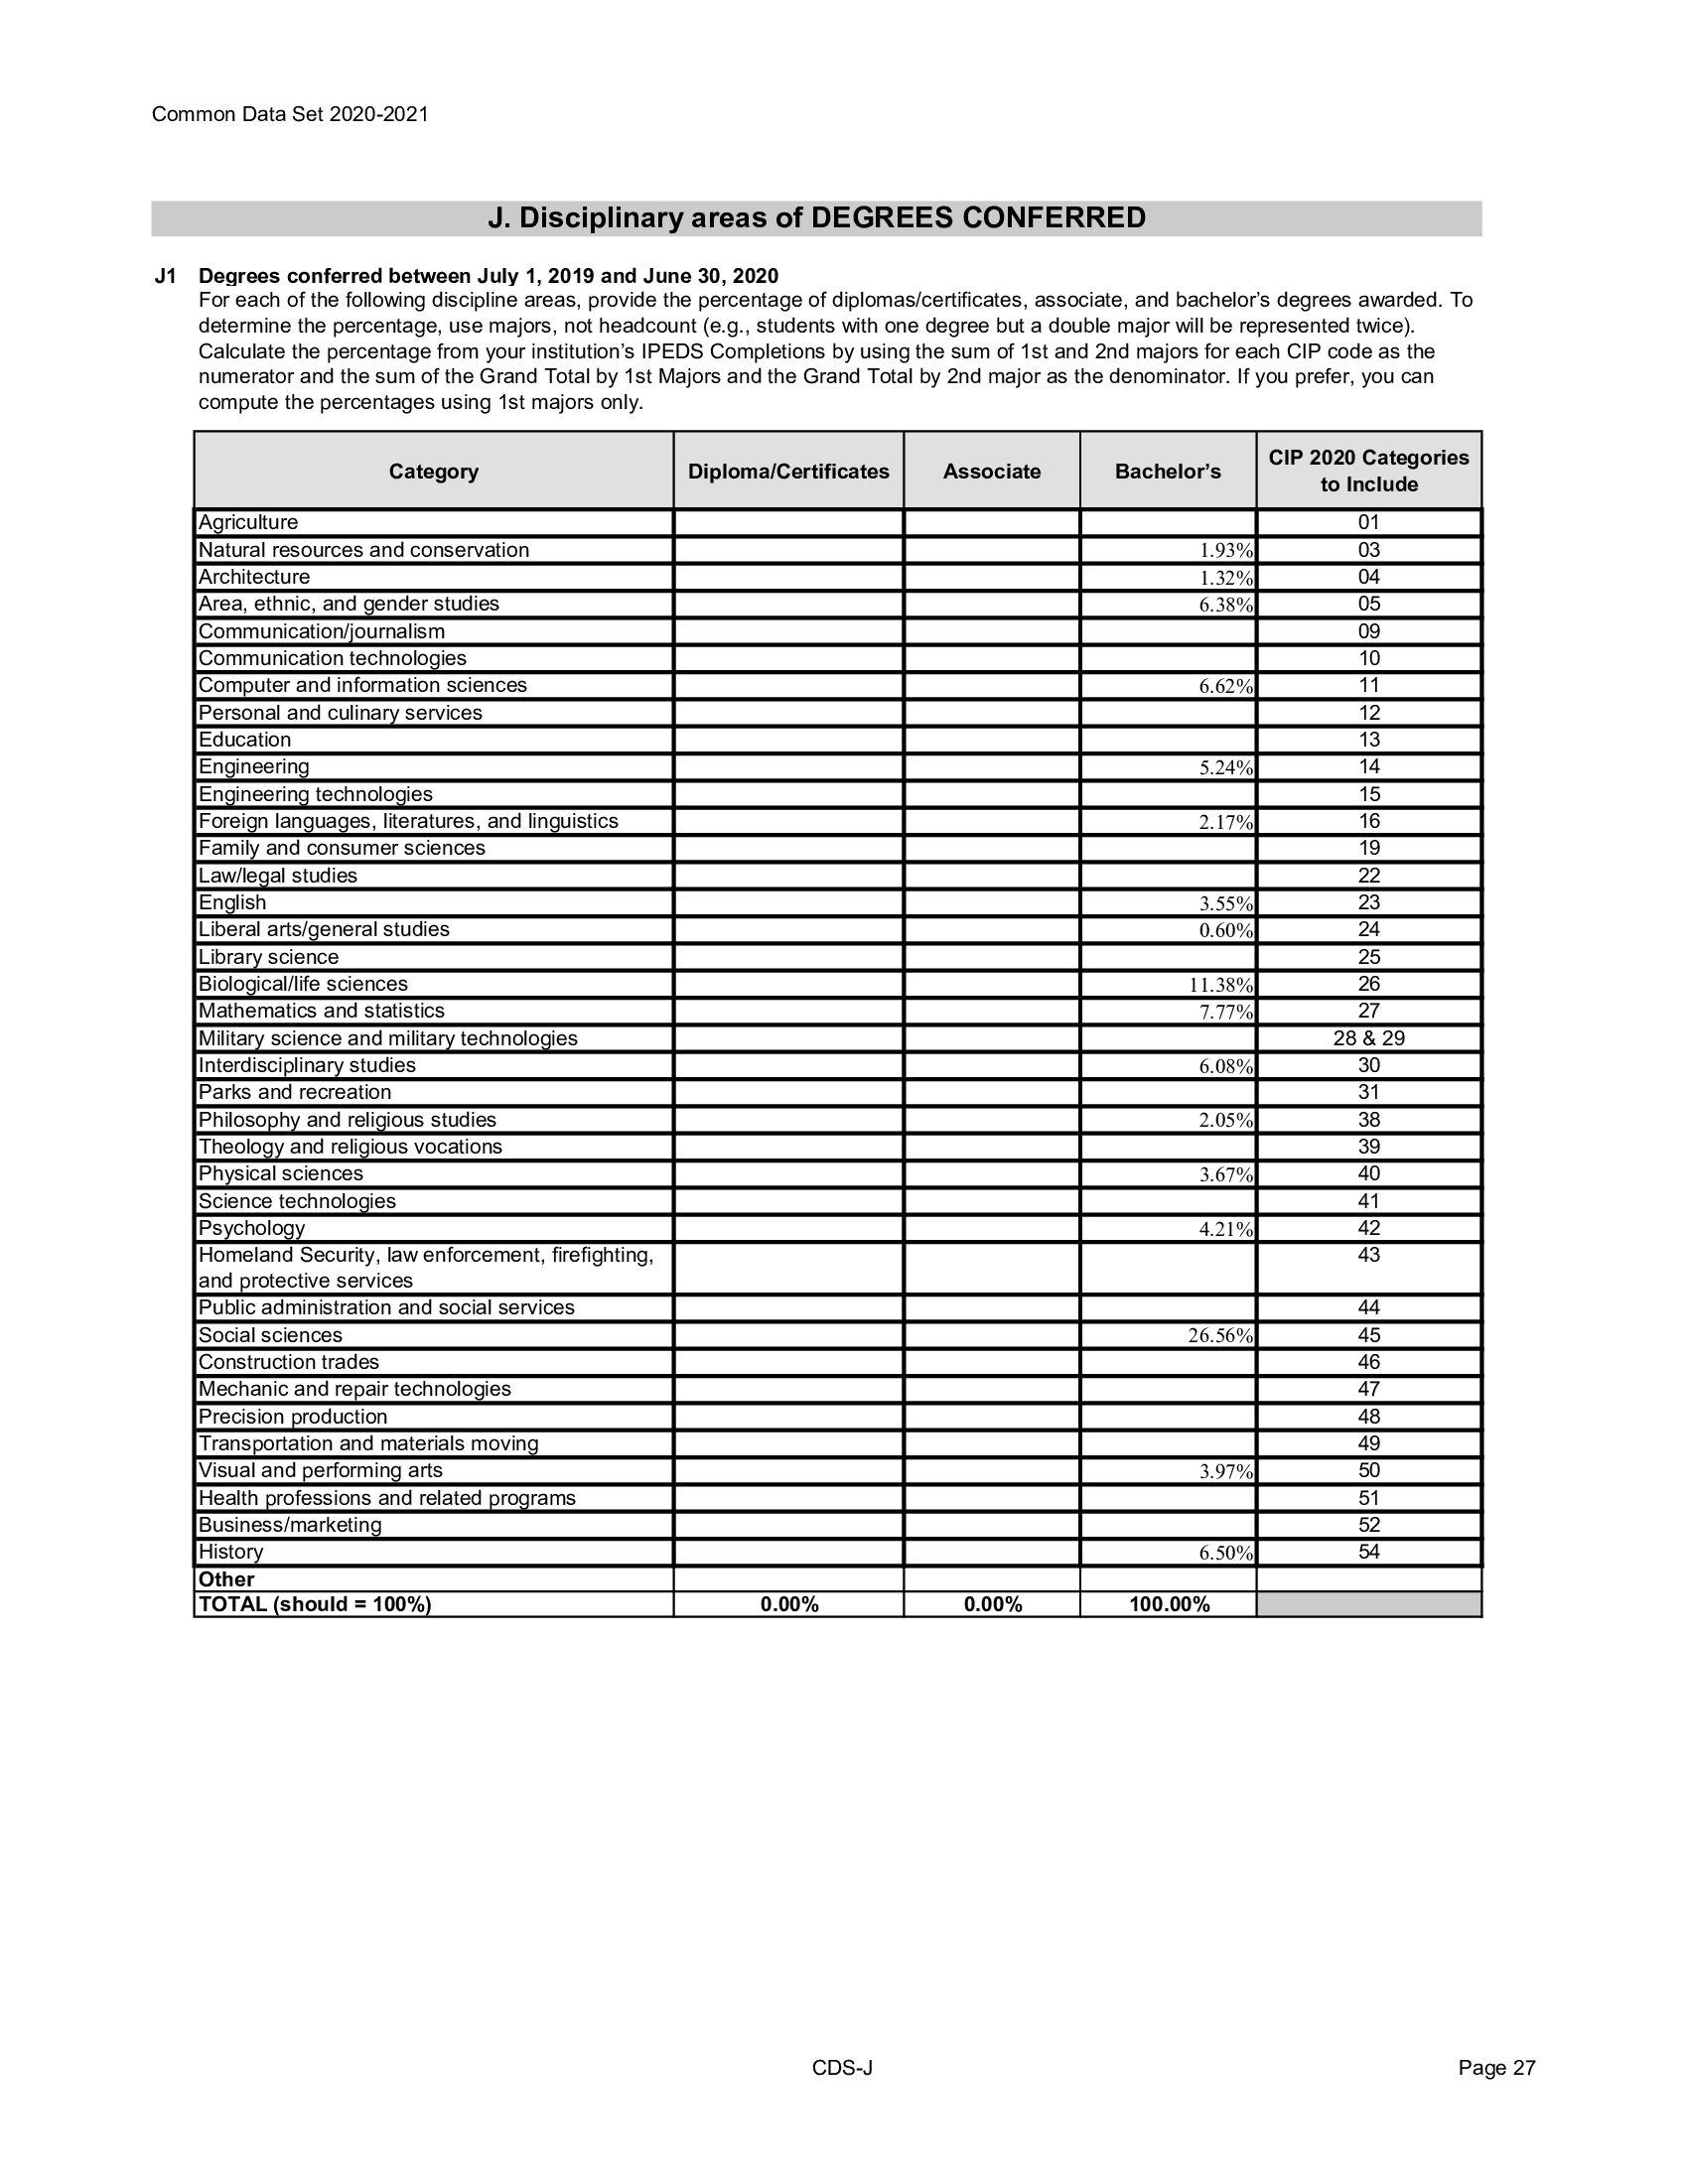 Common Data Set 2020-2021
J. Disciplinary areas of DEGREES CONFERRED
J1 Degrees conferred between July 1, 2019 and June 30, 2020
For each of the following discipline areas, provide the percentage of diplomas/certificates, associate, and bachelor’s degrees awarded. To
determine the percentage, use majors, not headcount (e.g., students with one degree but a double major will be represented twice).
Calculate the percentage from your institution’s IPEDS Completions by using the sum of 1st and 2nd majors for each CIP code as the
numerator and the sum of the Grand Total by 1st Majors and the Grand Total by 2nd major as the denominator. If you prefer, you can
compute the percentages using 1st majors only.
Category Diploma/Certificates Associate Bachelor’s CIP 2020 Categories
to Include
Agriculture 01
Natural resources and conservation 1.93% 03
Architecture 1.32% 04
Area, ethnic, and gender studies 6.38% 05
Communication/journalism 09
Communication technologies 10
Computer and information sciences 6.62% 11
Personal and culinary services 12
Education 13
Engineering 5.24% 14
Engineering technologies 15
Foreign languages, literatures, and linguistics 2.17% 16
Family and consumer sciences 19
Law/legal studies 22
English 3.55% 23
Liberal arts/general studies 0.60% 24
Library science 25
Biological/life sciences 11.38% 26
Mathematics and statistics 7.77% 27
Military science and military technologies 28 & 29
Interdisciplinary studies 6.08% 30
Parks and recreation 31
Philosophy and religious studies 2.05% 38
Theology and religious vocations 39
Physical sciences 3.67% 40
Science technologies 41
Psychology 4.21% 42
Homeland Security, law enforcement, firefighting, 43
and protective services
Public administration and social services 44
Social sciences 26.56% 45
Construction trades 46
Mechanic and repair technologies 47
Precision production 48
Transportation and materials moving 49
Visual and performing arts 3.97% 50
Health professions and related programs 51
Business/marketing 52
History 6.50% 54
Other
TOTAL (should = 100%) 0.00% 0.00% 100.00%
CDS-J Page 27